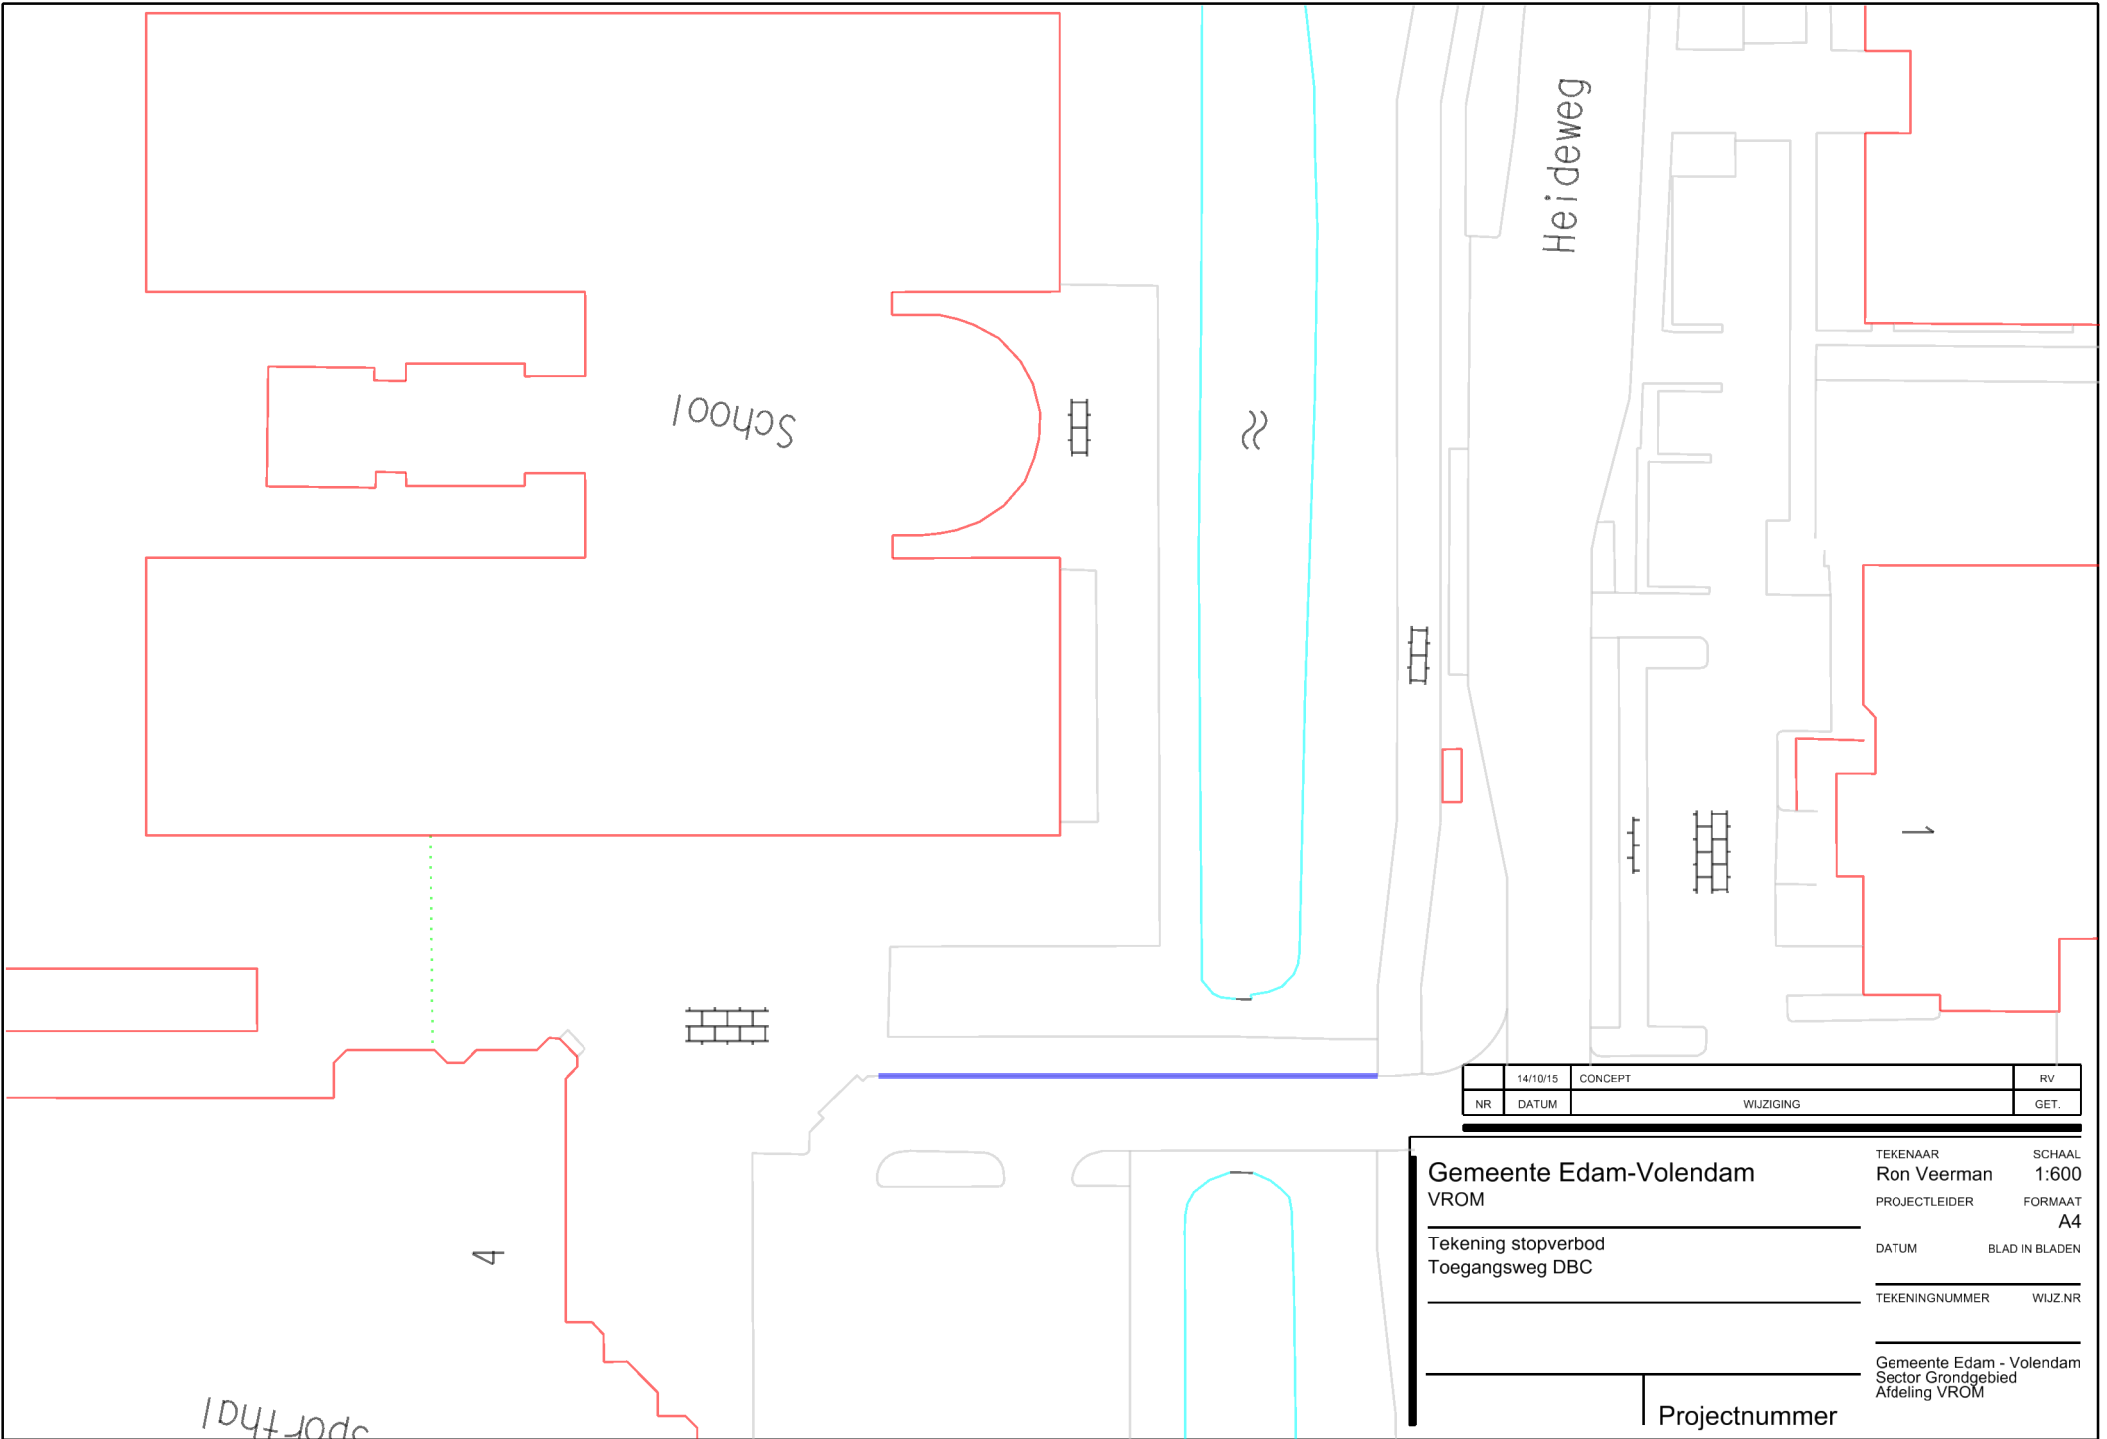 Heideweg
School
1
4
sporthal
14/10/15 CONCEPT RV
NR DATUM WIJZIGING GET.
Gemeente Edam-Volendam
VROM
Tekening stopverbod
Toegangsweg DBC
TEKENAAR SCHAAL
Ron Veerman 1:600
PROJECTLEIDER FORMAAT
A4
DATUM BLAD IN BLADEN
TEKENINGNUMMER WIJZ.NR
Gemeente Edam - Volendam
Sector Grondgebied
Afdeling VROM
Projectnummer